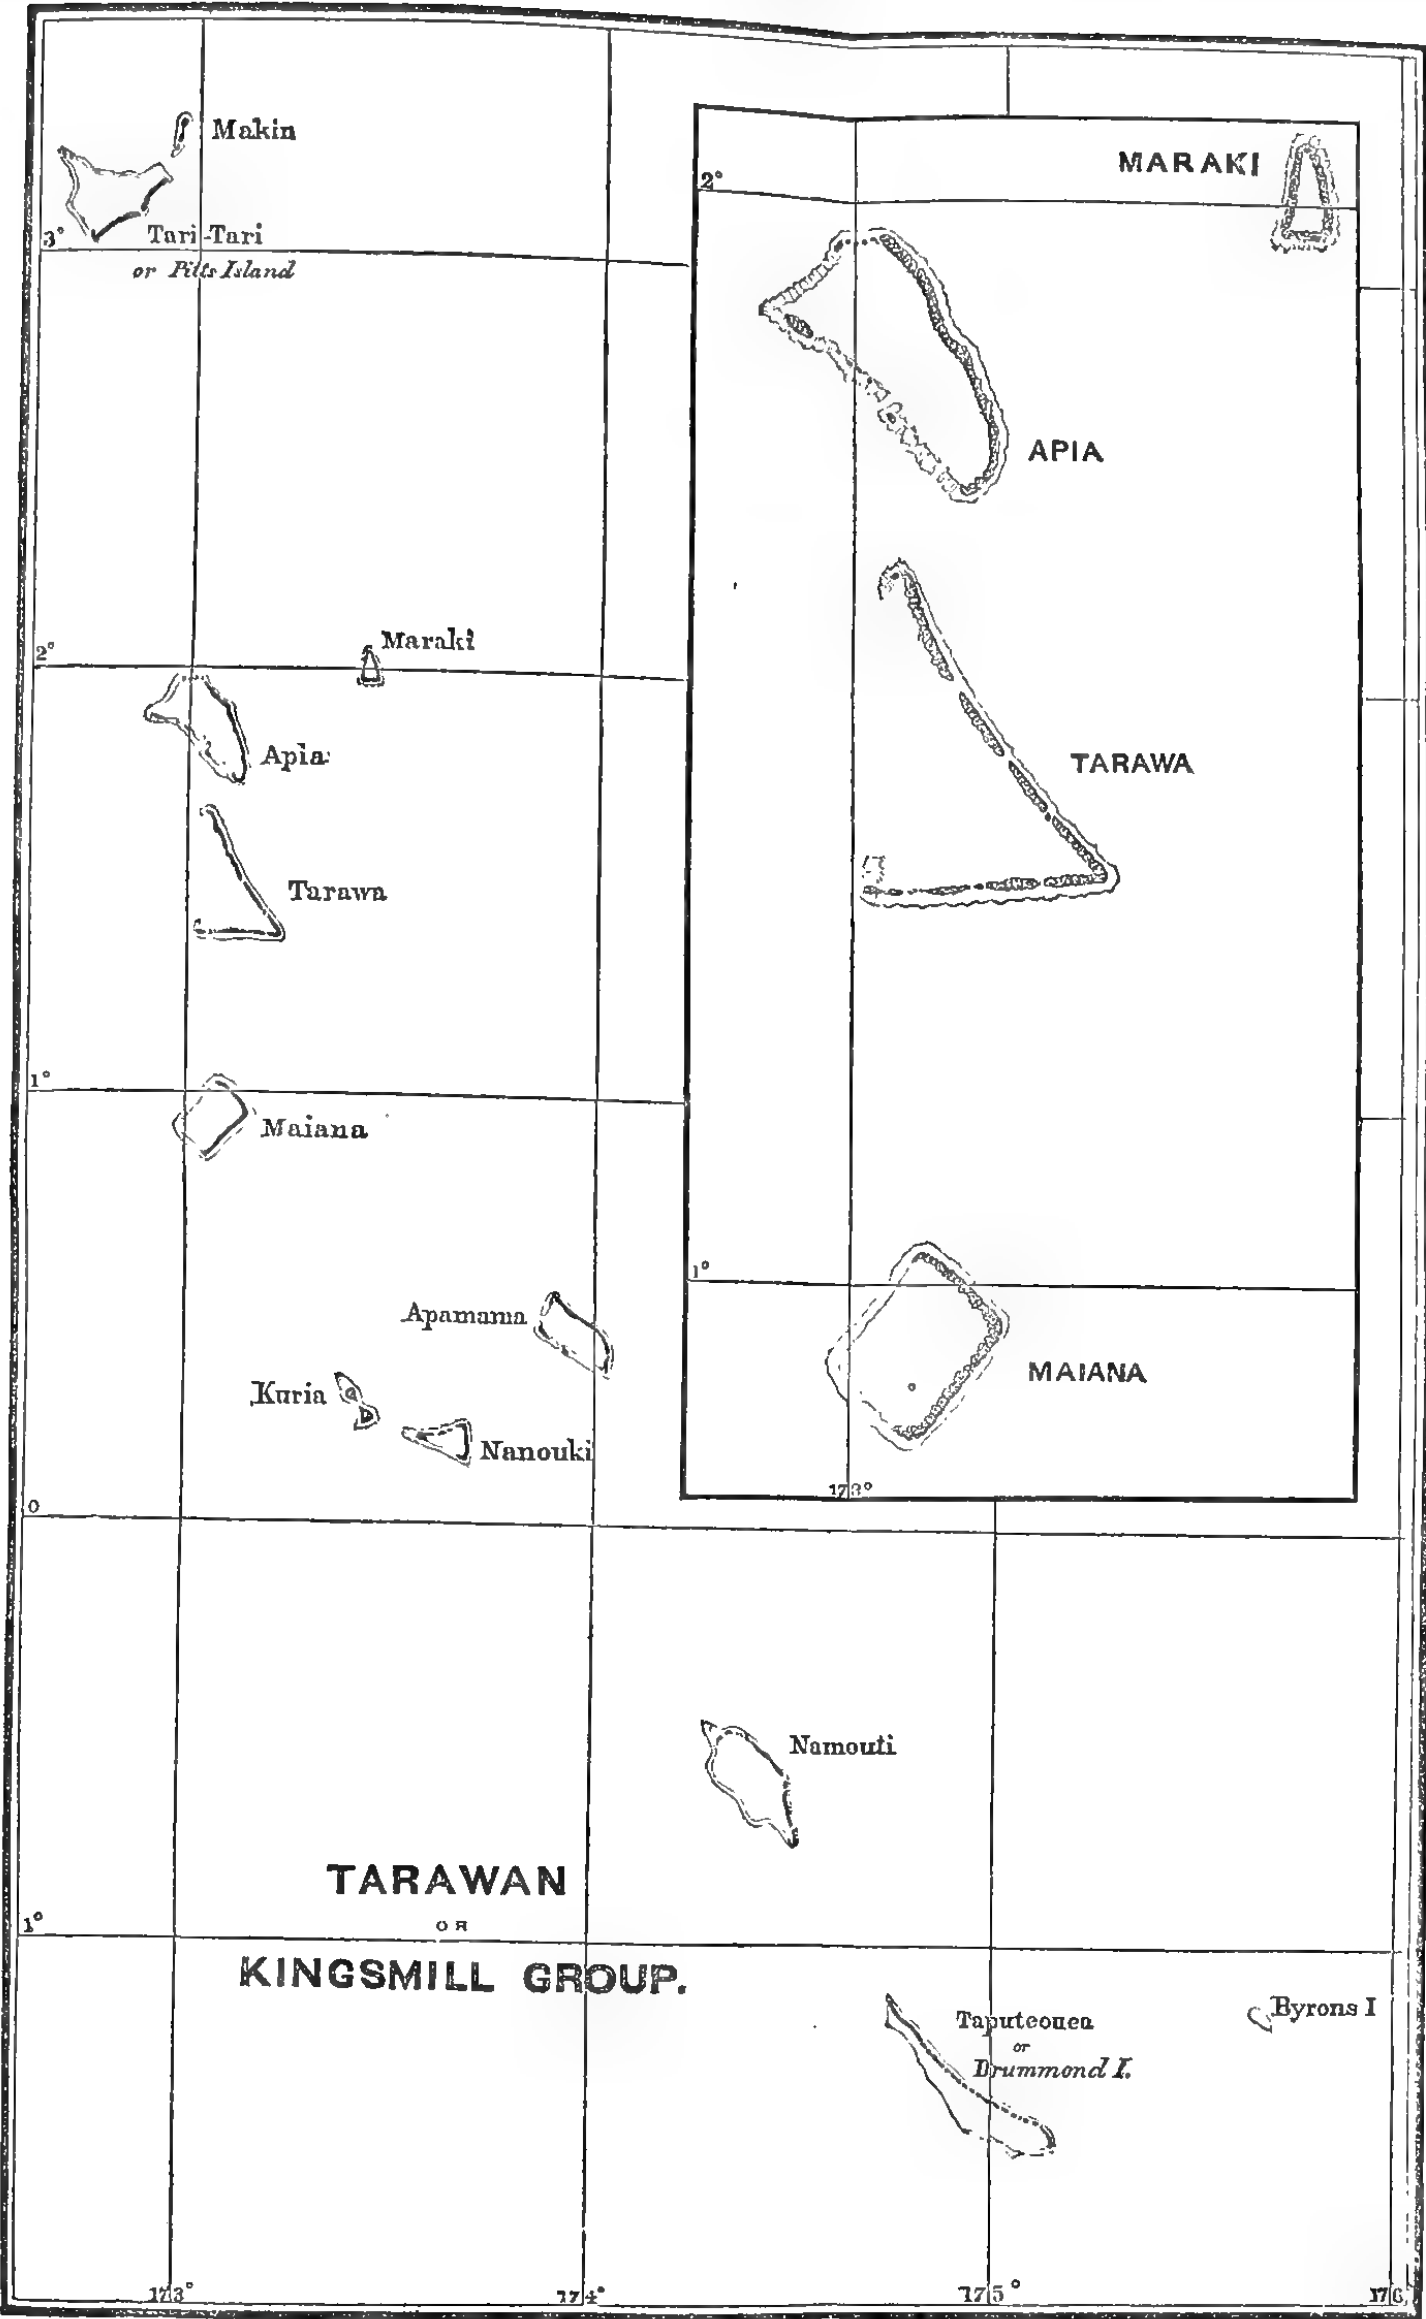 Makin
Tari-Tari
or Pitts Island
3°
2°
Maraki
Apia
Tarawa
1°
Maiana
Apamama
Kuria
Nanouki
0
2°
MARAKI
APIA
TARAWA
1°
MAIANA
173°
Namouti
TARAWAN
OR
KINGSMILL GROUP.
1°
Taputeouea
or
Drummond I.
Byrons I
173°
174°
175°
176